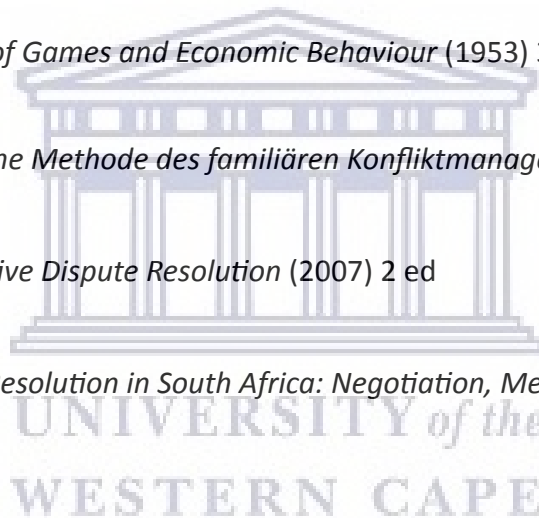 of Games and Economic Behaviour (1953) 3
ne Methode des familiären Konfliktmanage
ive Dispute Resolution (2007) 2 ed
Resolution in South Africa: Negotiation, Me
UNIVERSITY of the
WESTERN CAPE